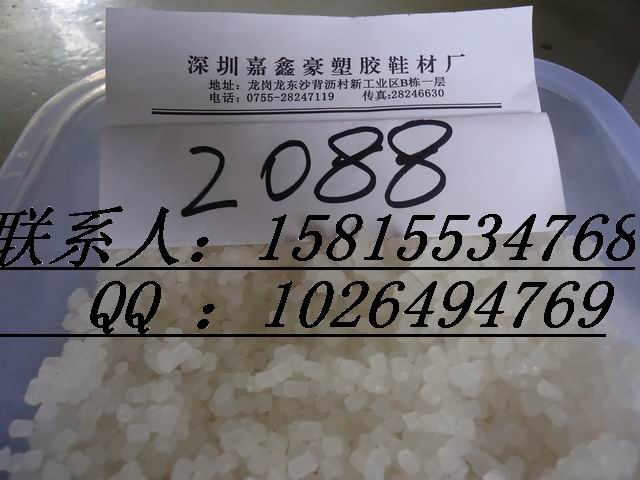 深圳嘉鑫豪塑胶鞋材厂
地址：龙岗龙东沙背沥村新工业区B栋一层
电话：0755-28247119 传真:28246630
2088
联系人：15815534768
QQ ：1026494769